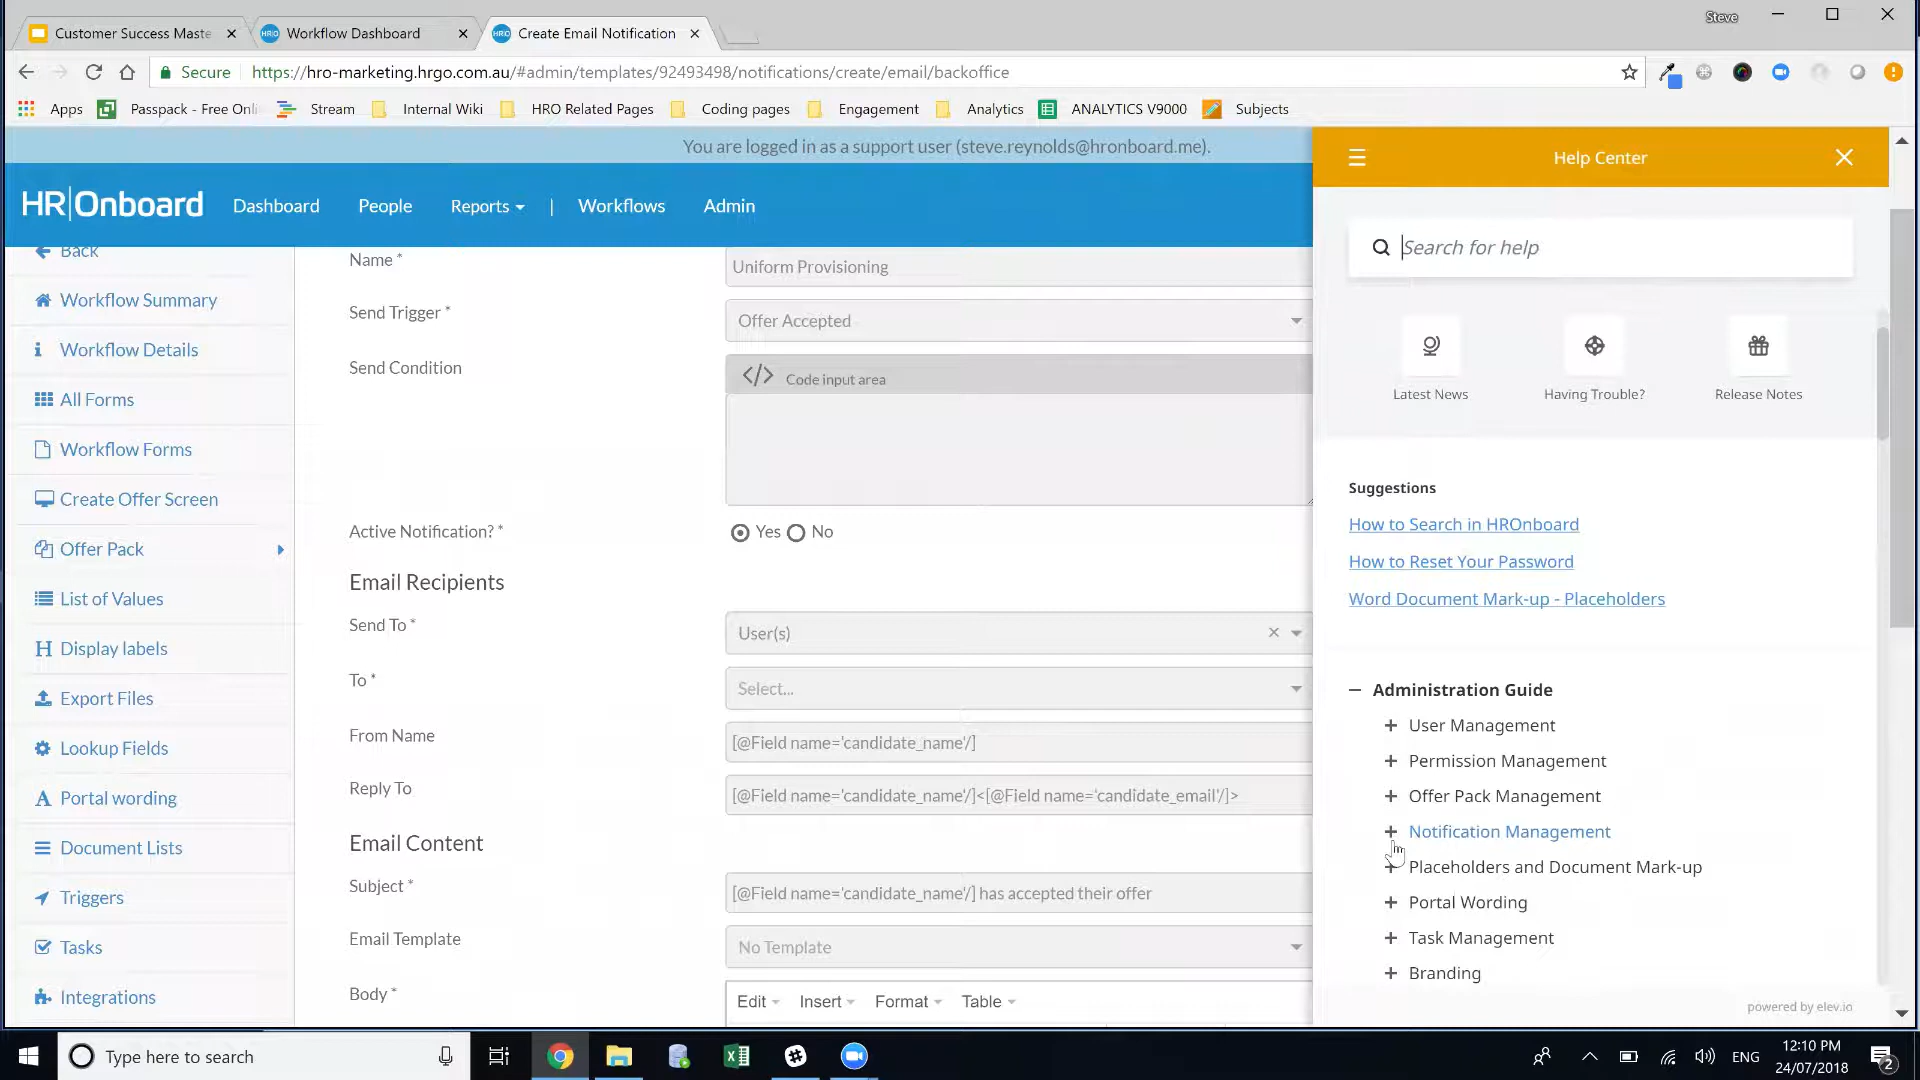 Steve
Customer Success Maste
Workflow Dashboard
Create Email Notification
Secure
https://hro-marketing.hrgo.com.au/#admin/templates/92493498/notifications/create/email/backoffice
Apps
Passpack - Free Onli
Stream
Internal Wiki
HRO Related Pages
Coding pages
Engagement
Analytics
ANALYTICS V9000
Subjects
You are logged in as a support user (steve.reynolds@hronboard.me).
HR|Onboard
Dashboard
People
Reports
|
Workflows
Admin
Back
Workflow Summary
Workflow Details
All Forms
Workflow Forms
Create Offer Screen
Offer Pack
List of Values
Display labels
Export Files
Lookup Fields
Portal wording
Document Lists
Triggers
Tasks
Integrations
Name *
Uniform Provisioning
Send Trigger *
Offer Accepted
Send Condition
</> Code input area
Active Notification? *
Yes
No
Email Recipients
Send To *
User(s)
To *
Select...
From Name
[@Field name='candidate_name'/]
Reply To
[@Field name='candidate_name'/]<[@Field name='candidate_email'/]>
Email Content
Subject *
[@Field name='candidate_name'/] has accepted their offer
Email Template
No Template
Body *
Edit
Insert
Format
Table
Help Center
Search for help
Latest News
Having Trouble?
Release Notes
Suggestions
How to Search in HROnboard
How to Reset Your Password
Word Document Mark-up - Placeholders
Administration Guide
User Management
Permission Management
Offer Pack Management
Notification Management
Placeholders and Document Mark-up
Portal Wording
Task Management
Branding
powered by elev.io
Type here to search
ENG
12:10 PM
24/07/2018
2